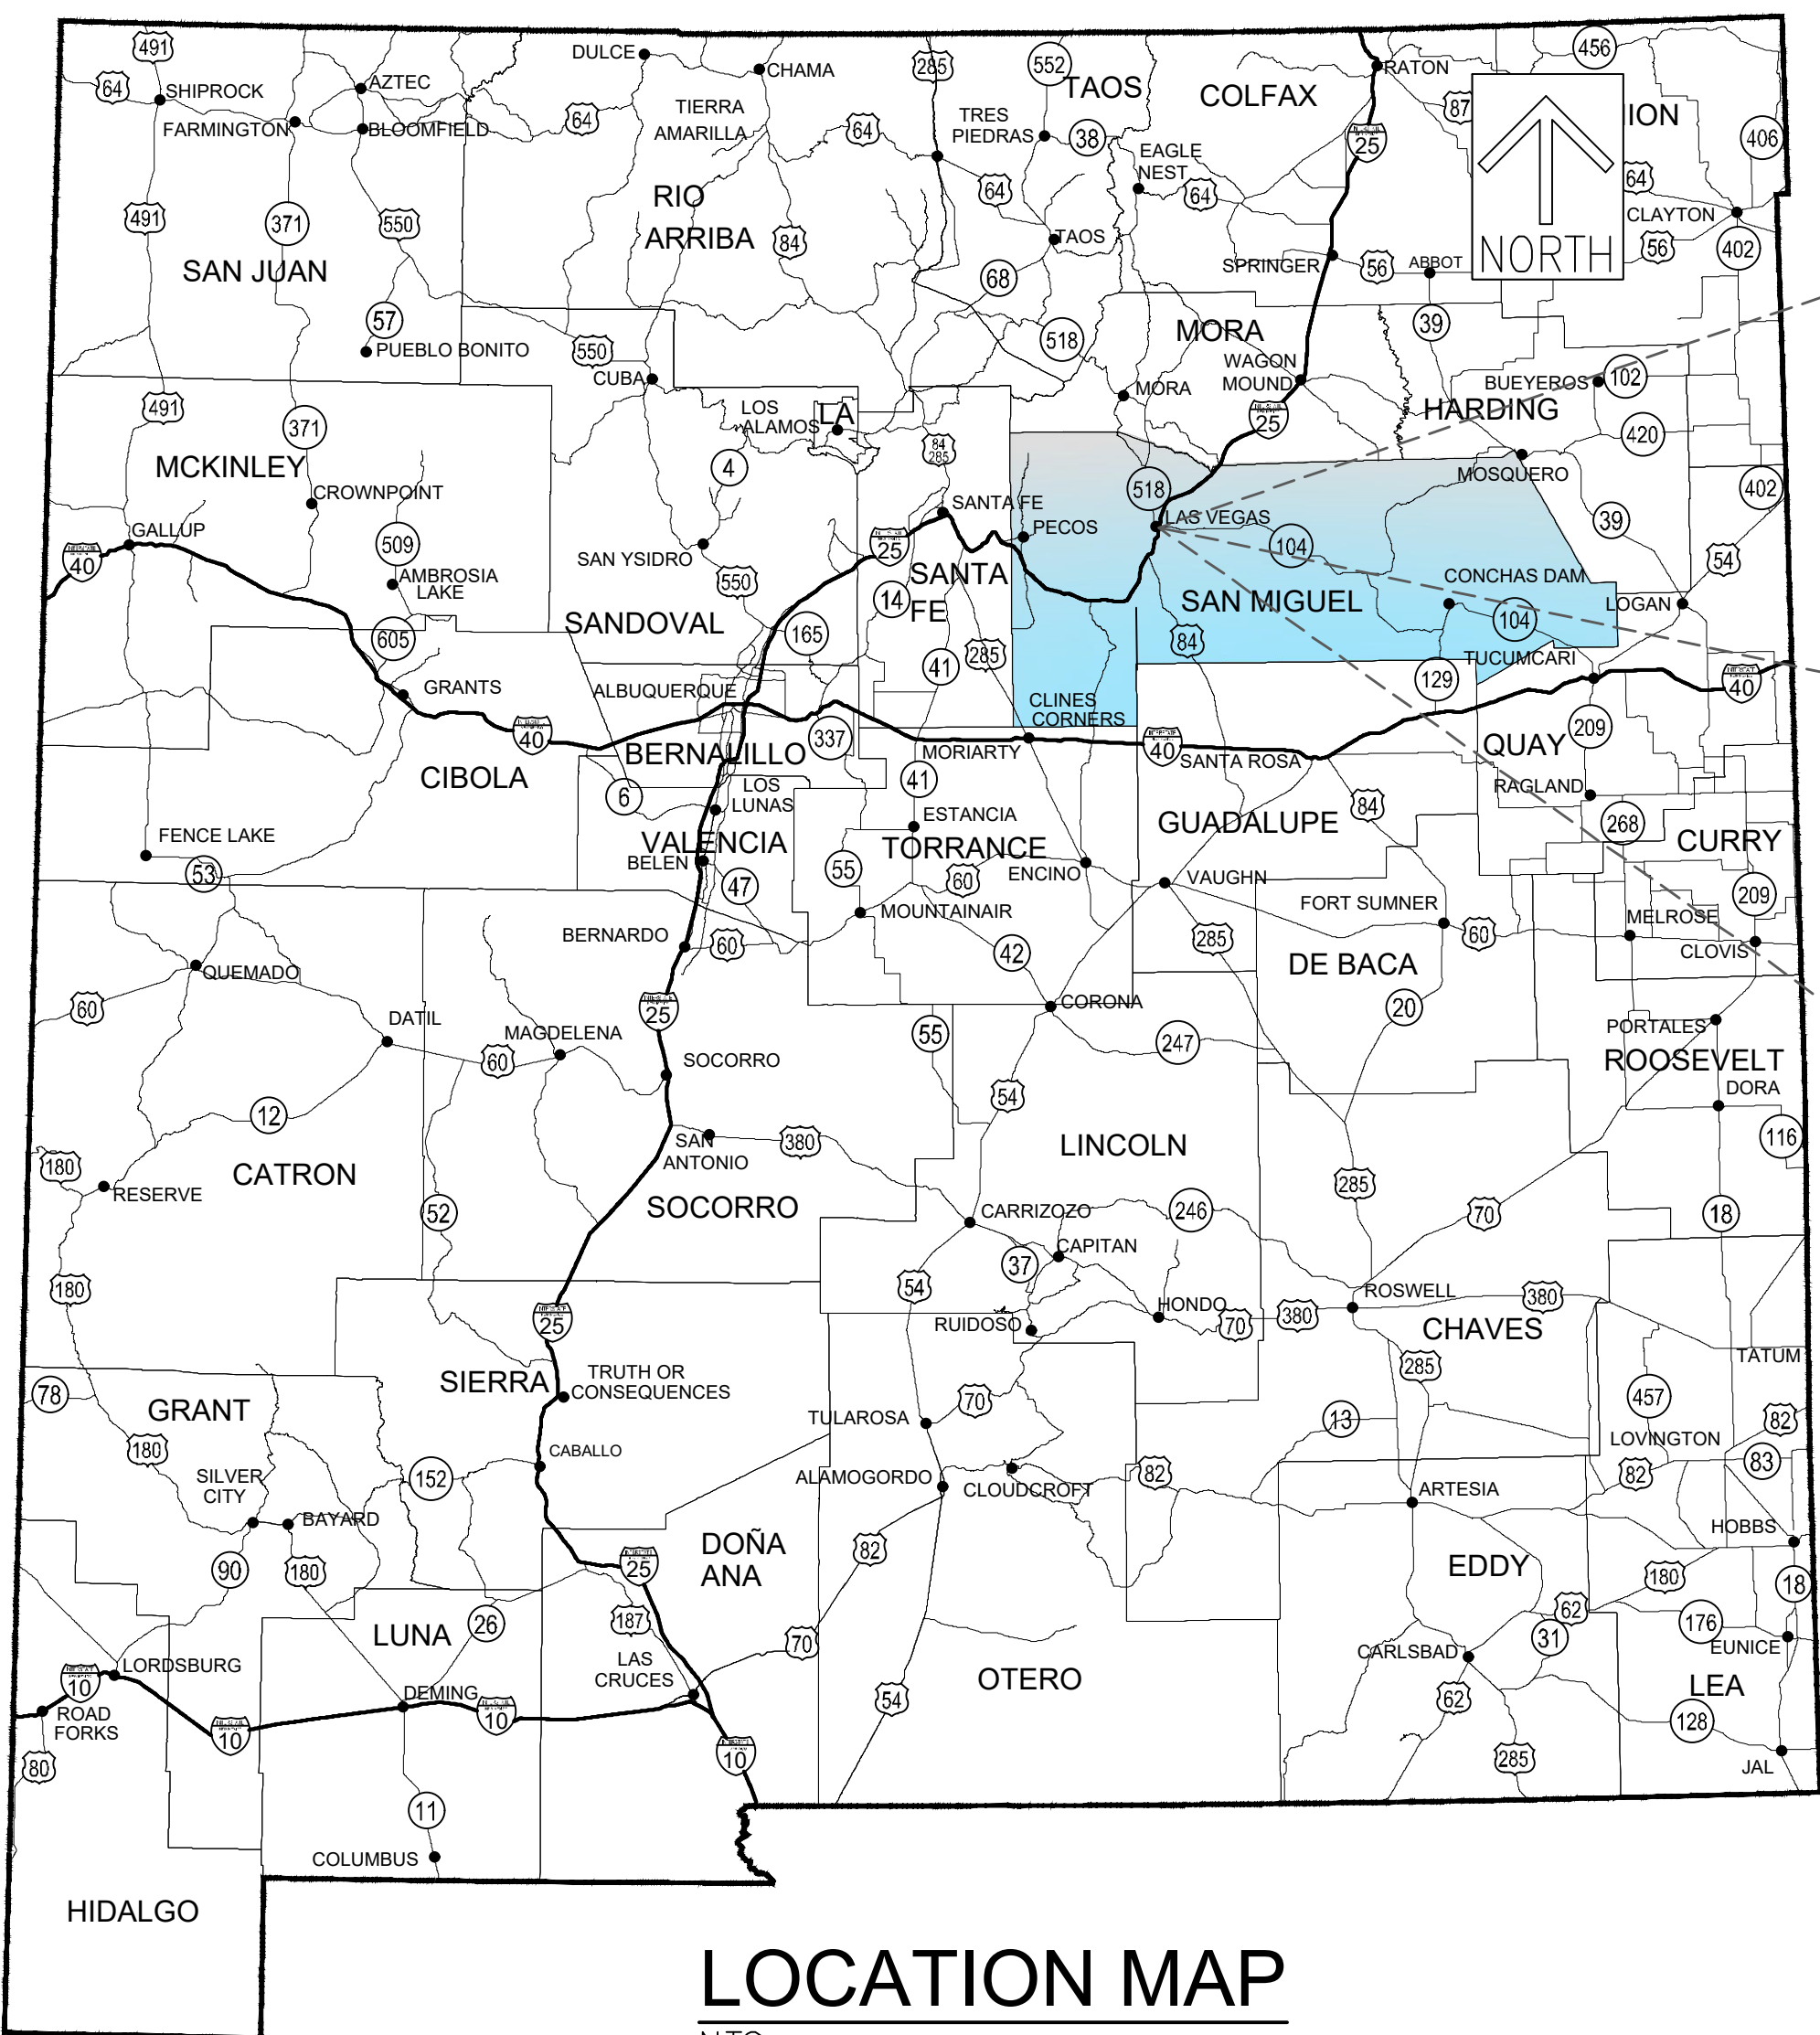 491
DULCE
CHAMA
285
552
TAOS
COLFAX
RATON
456
64
SHIPROCK
AZTEC
64
TIERRA
AMARILLA
64
TRES
PIEDRAS
38
87
ION
406
FARMINGTON
BLOOMFIELD
25
EAGLE
NEST
64
64
64
491
371
550
RIO
ARRIBA
84
TAOS
CLAYTON
NORTH
56
402
SAN JUAN
68
SPRINGER
56
ABBOT
57
PUEBLO BONITO
550
518
MORA
39
CUBA
WAGON
MOUND
BUEYEROS
102
491
371
LOS
ALAMOS
LA
MORA
25
HARDING
420
MCKINLEY
4
84
285
518
MOSQUERO
402
CROWNPOINT
SANTA FE
PECOS
LAS VEGAS
39
GALLUP
509
SAN YSIDRO
25
104
54
40
AMBROSIA
LAKE
550
SANTA
FE
CONCHAS DAM
605
SANDOVAL
165
14
SAN MIGUEL
104
LOGAN
84
41
285
TUCUMCARI
GRANTS
ALBUQUERQUE
129
40
40
BERNALILLO
337
CLINES
CORNERS
MORIARTY
40
SANTA ROSA
QUAY
209
CIBOLA
6
LOS
LUNAS
41
RAGLAND
84
FENCE LAKE
VALENCIA
ESTANCIA
GUADALUPE
268
CURRY
53
BELEN
55
TORRANCE
60
ENCINO
VAUGHN
47
MOUNTAINAIR
FORT SUMNER
209
BERNARDO
60
42
285
60
MELROSE
CLOVIS
QUEMADO
DE BACA
60
DATIL
25
CORONA
20
PORTALES
MAGDELENA
60
SOCORRO
55
247
ROOSEVELT
DORA
12
54
SAN
ANTONIO
380
LINCOLN
116
180
RESERVE
CATRON
52
SOCORRO
CARRIZOZO
246
285
70
18
CAPITAN
37
180
54
25
RUIDOSO
HONDO
70
380
ROSWELL
380
CHAVES
TATUM
78
SIERRA
TRUTH OR
CONSEQUENCES
285
GRANT
70
457
TULAROSA
13
82
180
CABALLO
LOVINGTON
SILVER
CITY
152
ALAMOGORDO
CLOUDCROFT
82
82
83
ARTESIA
BAYARD
HOBBS
DOÑA
ANA
82
90
180
25
EDDY
180
18
LUNA
26
187
62
176
31
EUNICE
70
LORDSBURG
LAS
CRUCES
CARLSBAD
10
OTERO
LEA
ROAD
FORKS
DEMING
10
54
62
10
128
80
10
285
JAL
11
COLUMBUS
HIDALGO
LOCATION MAP